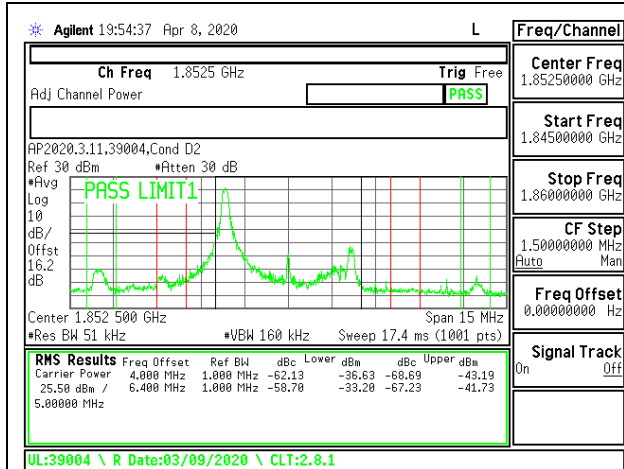 Agilent 19:54:37 Apr 8, 2020 L
Freq/Channel
Ch Freq 1.8525 GHz Trig Free
Adj Channel Power PASS
Center Freq
1.85250000 GHz
Start Freq
1.84500000 GHz
Stop Freq
1.86000000 GHz
CF Step
1.50000000 MHz
Auto Man
Freq Offset
0.00000000 Hz
Signal Track
On Off
AP2020.3.11.39004,Cond D2
Ref 30 dBm #Atten 30 dB
#Avg
Log
10
dB/
Offst
16.2
dB
PASS LIMIT1
Center 1.852 500 GHz Span 15 MHz
#Res BW 51 kHz #VBW 160 kHz Sweep 17.4 ms (1001 pts)
RMS Results Freq Offset Ref BW dBc Lower dBm dBc Upper dBm
Carrier Power 4.000 MHz 1.000 MHz -62.13 -36.63 -68.69 -43.19
25.50 dBm / 6.400 MHz 1.000 MHz -58.70 -33.20 -67.23 -41.73
5.00000 MHz
UL:39004 \ R Date:03/09/2020 \ CLT:2.8.1